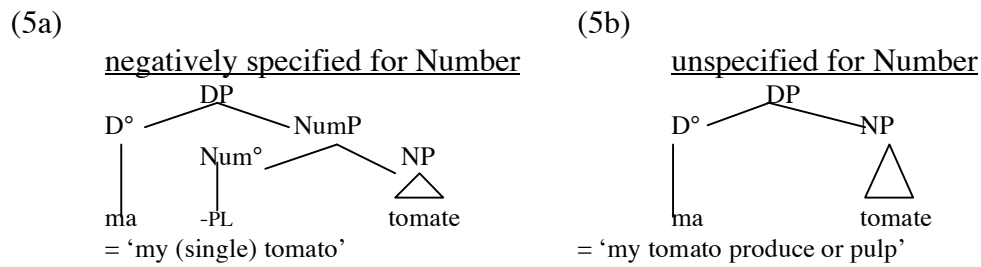 (5a) (5b)
negatively specified for Number unspecified for Number
DP DP
D° NumP D° NP
Num° NP
ma -PL tomate ma tomate
= ‘my (single) tomato’ = ‘my tomato produce or pulp’